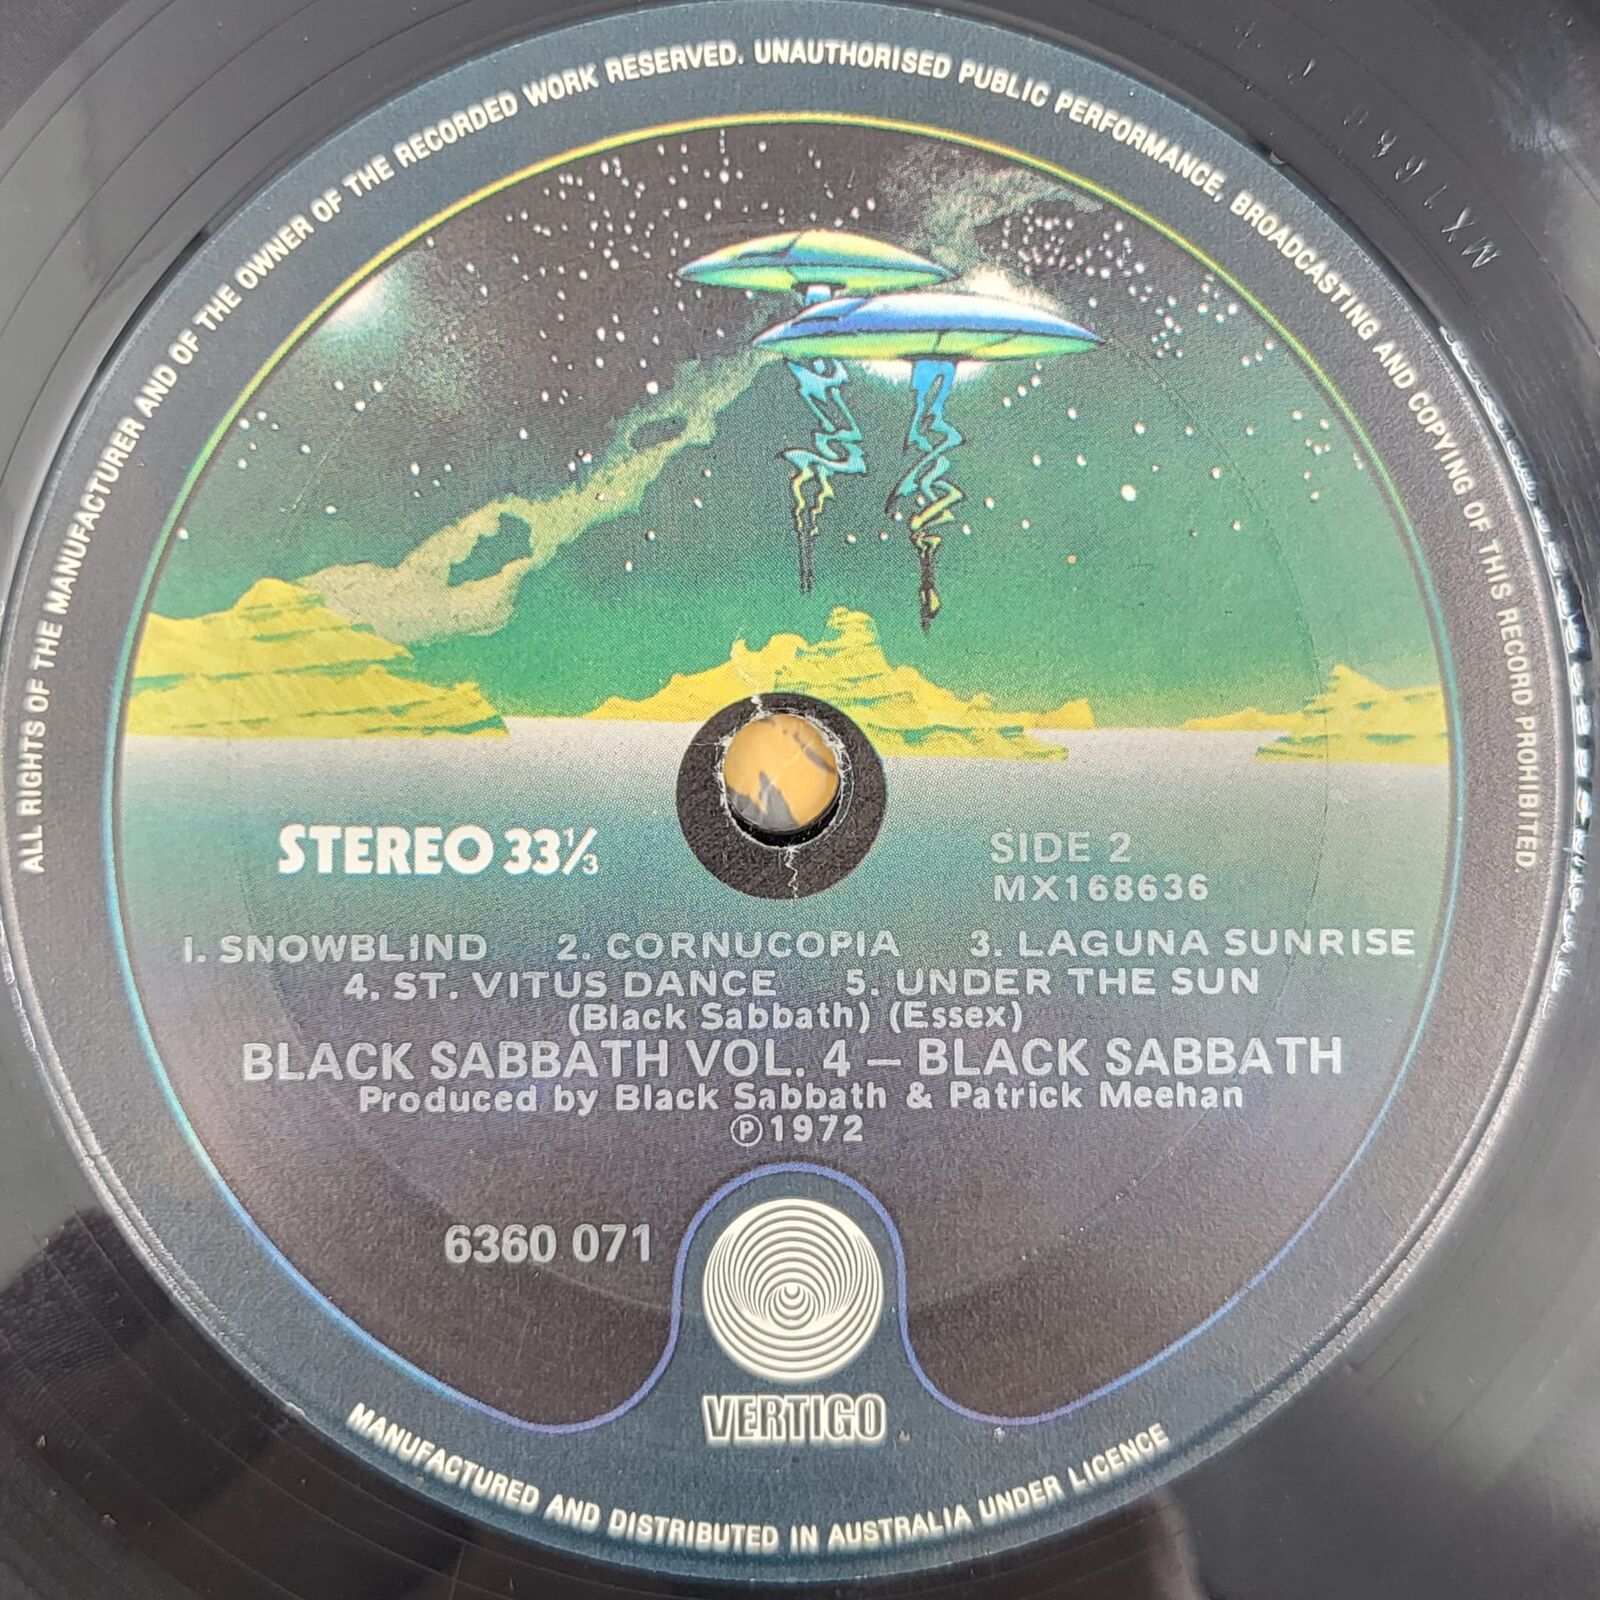 ALL RIGHTS OF THE MANUFACTURER AND OF THE OWNER OF THE RECORDED WORK RESERVED. UNAUTHORISED PUBLIC PERFORMANCE, BROADCASTING AND COPYING OF THIS RECORD PROHIBITED.
STEREO 33⅓
SIDE 2
MX168636
1. SNOWBLIND 2. CORNUCOPIA 3. LAGUNA SUNRISE
4. ST. VITUS DANCE 5. UNDER THE SUN
(Black Sabbath) (Essex)
BLACK SABBATH VOL. 4 — BLACK SABBATH
Produced by Black Sabbath & Patrick Meehan
℗1972
6360 071
VERTIGO
MANUFACTURED AND DISTRIBUTED IN AUSTRALIA UNDER LICENCE